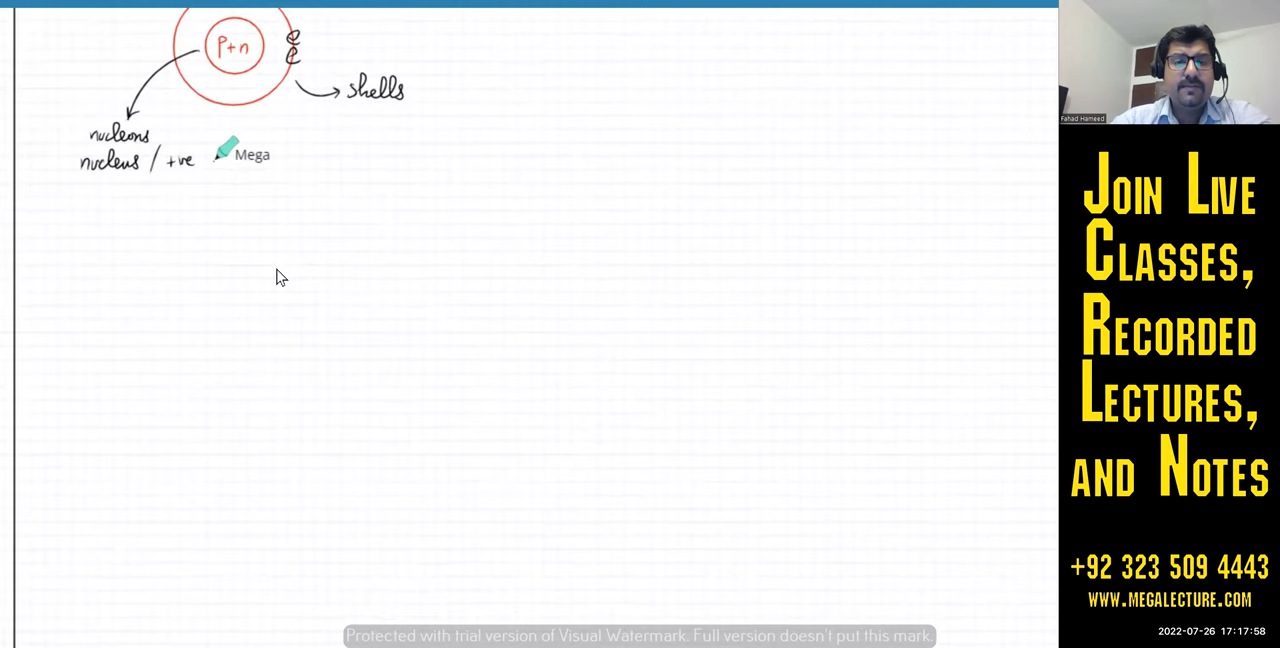 P+n
e
e
shells
nucleons
nucleus / +ve
Mega
Fahad Hameed
Join Live
Classes,
Recorded
Lectures,
and Notes
+92 323 509 4443
www.megalecture.com
2022-07-26 17:17:58
Protected with trial version of Visual Watermark. Full version doesn't put this mark.